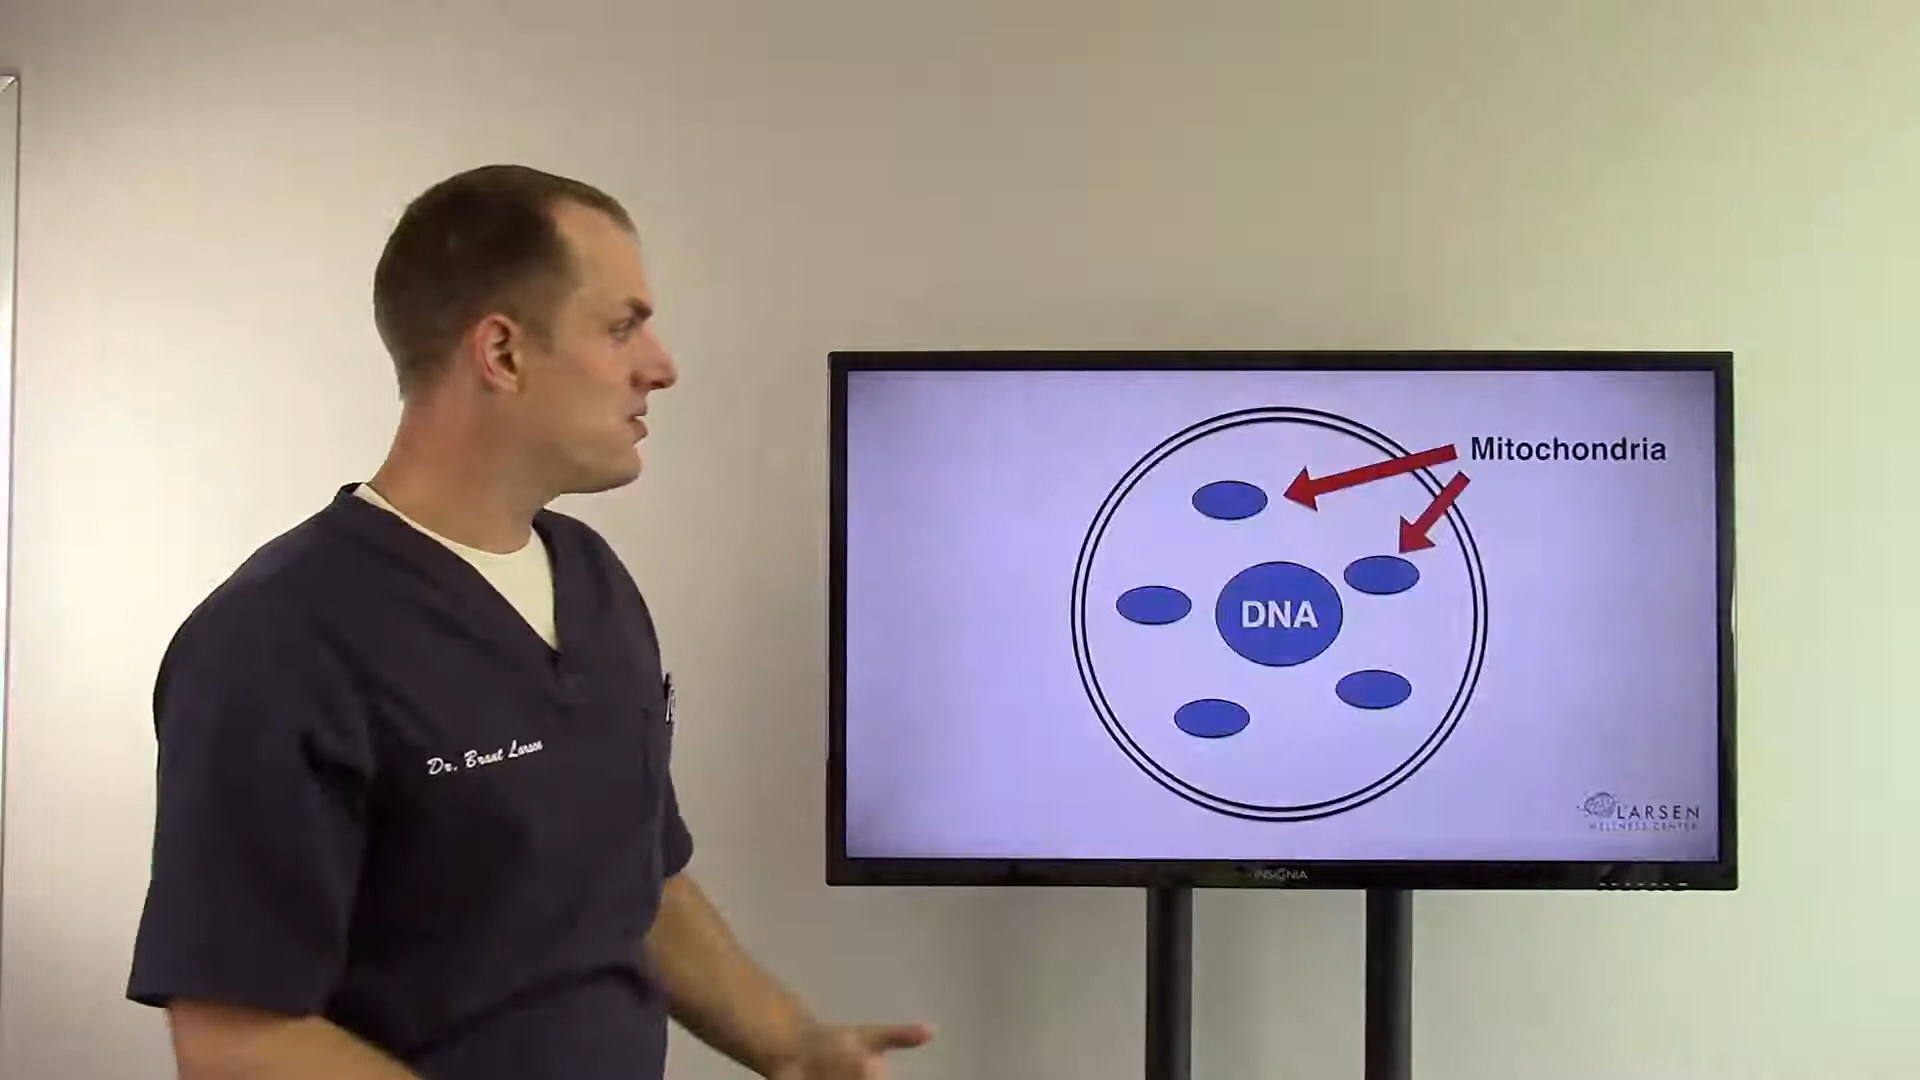 Mitochondria
DNA
Dr. Brant Larsen
LARSEN
WELLNESS CENTER
INSIGNIA